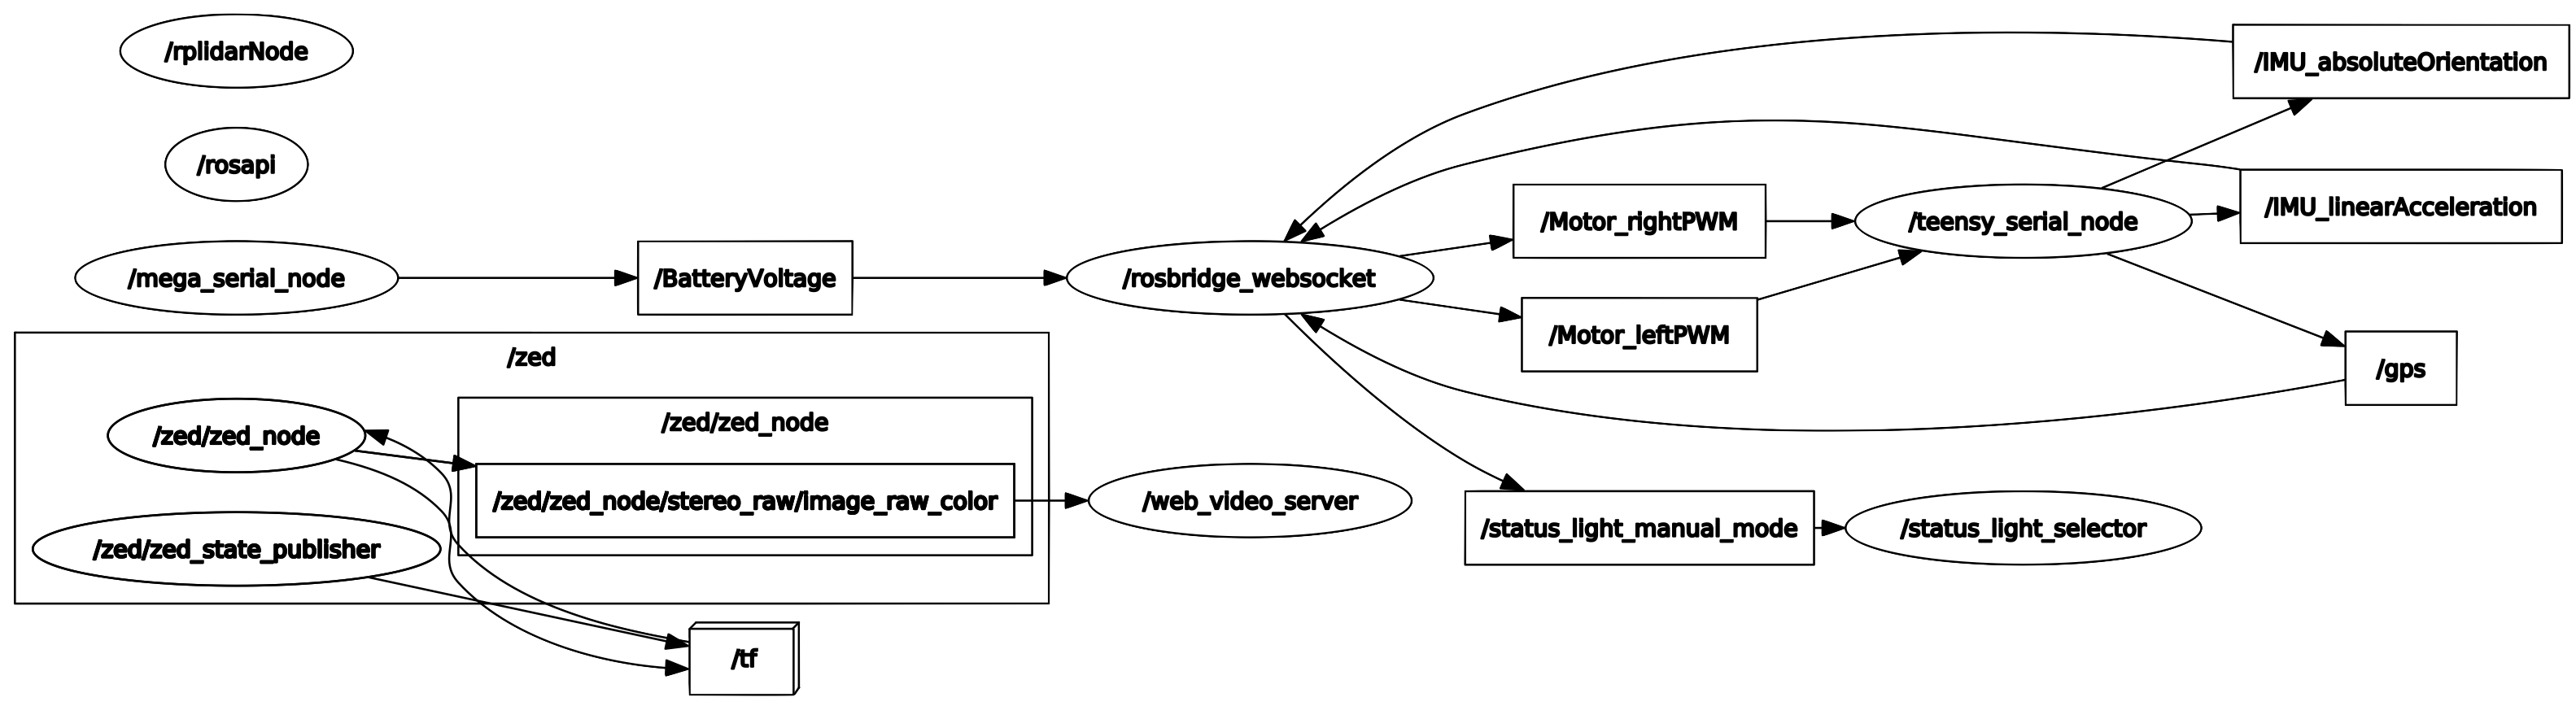 /rplidarNode
/rosapi
/mega_serial_node
/BatteryVoltage
/rosbridge_websocket
/Motor_rightPWM
/Motor_leftPWM
/teensy_serial_node
/IMU_absoluteOrientation
/IMU_linearAcceleration
/gps
/zed
/zed/zed_node
/zed/zed_node
/zed/zed_node/stereo_raw/image_raw_color
/zed/zed_state_publisher
/web_video_server
/status_light_manual_mode
/status_light_selector
/tf